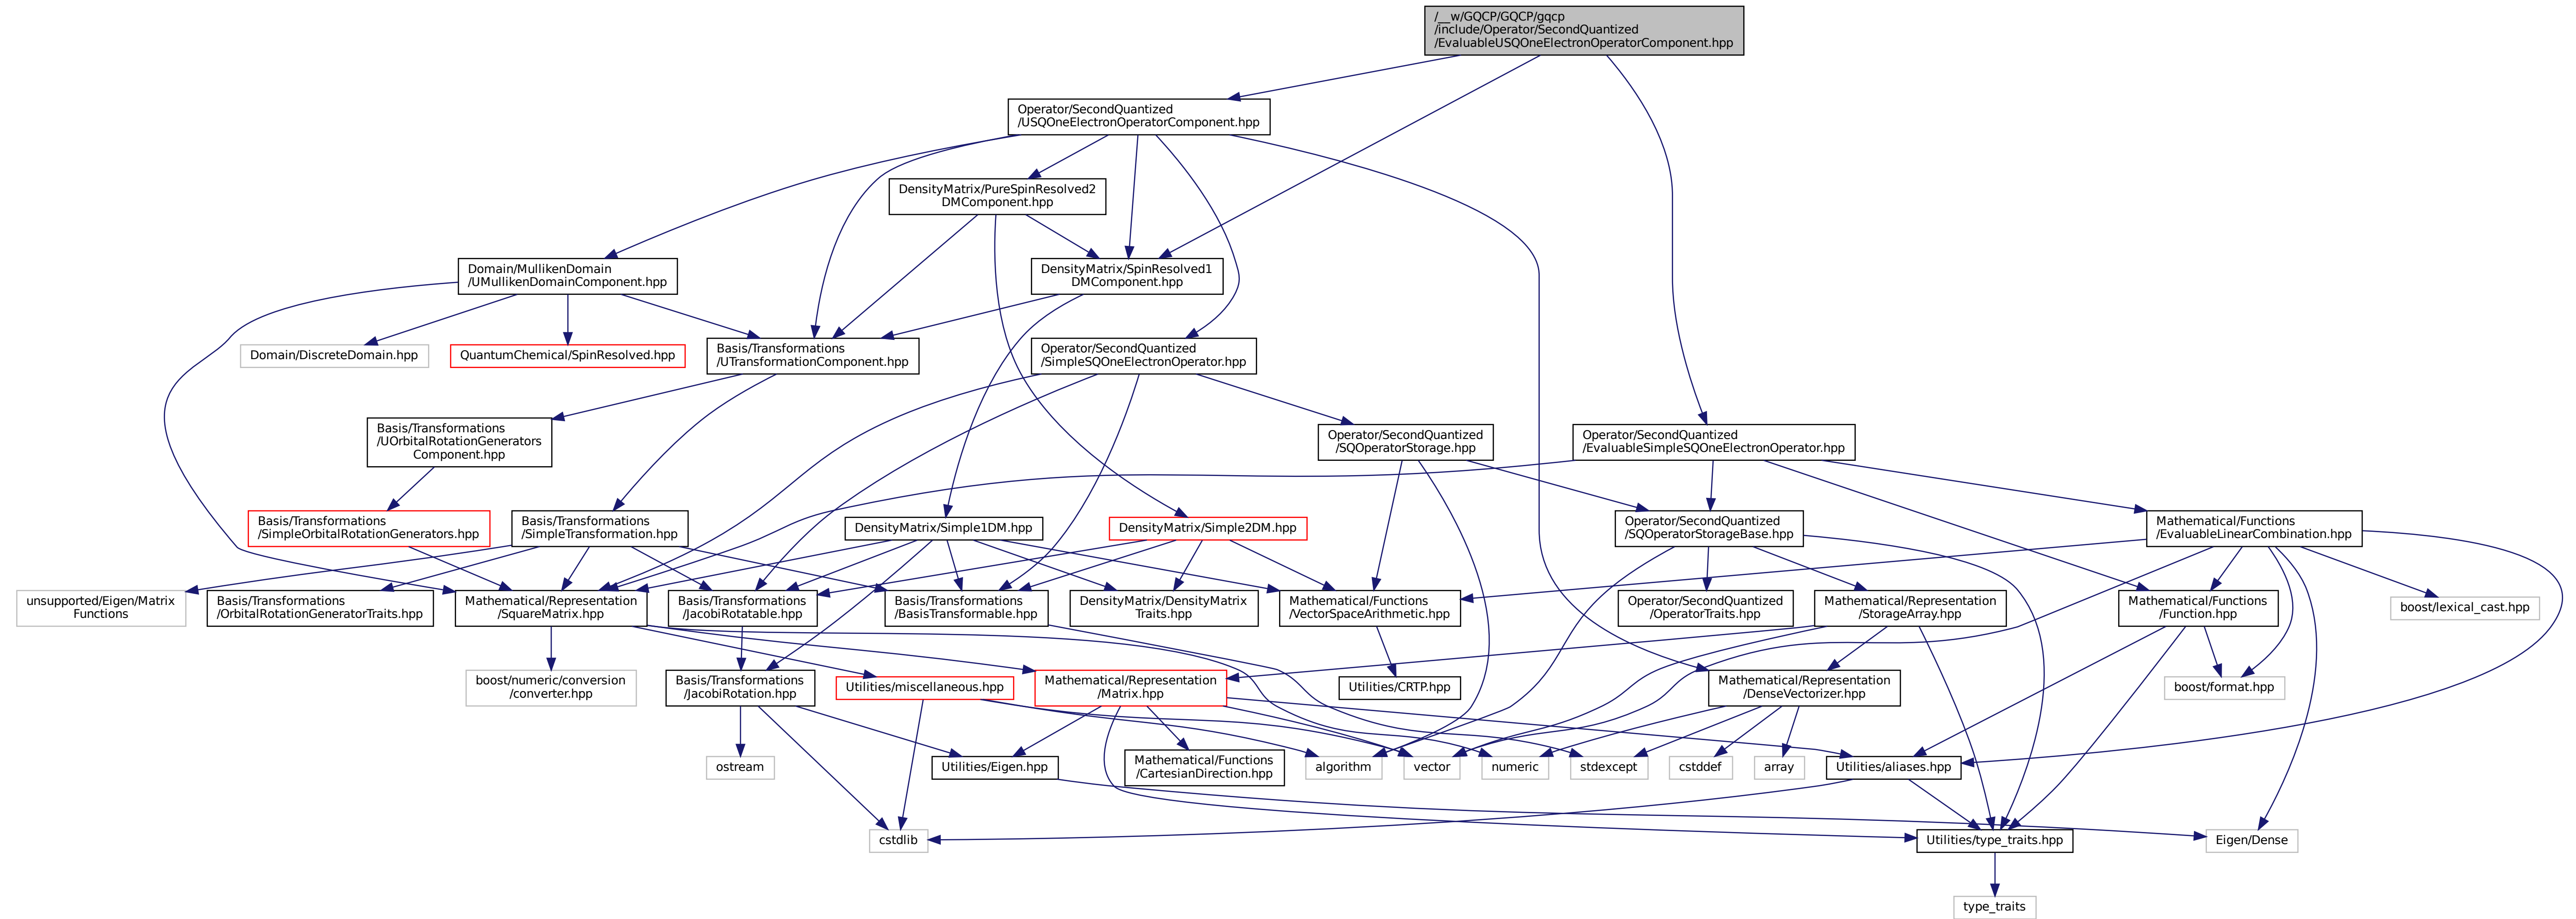 /__w/GQCP/GQCP/gqcp
/include/Operator/SecondQuantized
/EvaluableUSQOneElectronOperatorComponent.hpp
Operator/SecondQuantized
/USQOneElectronOperatorComponent.hpp
DensityMatrix/PureSpinResolved2
DMComponent.hpp
Domain/MullikenDomain
/UMullikenDomainComponent.hpp
DensityMatrix/SpinResolved1
DMComponent.hpp
Domain/DiscreteDomain.hpp
QuantumChemical/SpinResolved.hpp
Basis/Transformations
/UTransformationComponent.hpp
Operator/SecondQuantized
/SimpleSQOneElectronOperator.hpp
Basis/Transformations
/UOrbitalRotationGenerators
Component.hpp
Operator/SecondQuantized
/SQOperatorStorage.hpp
Operator/SecondQuantized
/EvaluableSimpleSQOneElectronOperator.hpp
Basis/Transformations
/SimpleOrbitalRotationGenerators.hpp
Basis/Transformations
/SimpleTransformation.hpp
DensityMatrix/Simple1DM.hpp
DensityMatrix/Simple2DM.hpp
Operator/SecondQuantized
/SQOperatorStorageBase.hpp
Mathematical/Functions
/EvaluableLinearCombination.hpp
unsupported/Eigen/Matrix
Functions
Basis/Transformations
/OrbitalRotationGeneratorTraits.hpp
Mathematical/Representation
/SquareMatrix.hpp
Basis/Transformations
/JacobiRotatable.hpp
Basis/Transformations
/BasisTransformable.hpp
DensityMatrix/DensityMatrix
Traits.hpp
Mathematical/Functions
/VectorSpaceArithmetic.hpp
Operator/SecondQuantized
/OperatorTraits.hpp
Mathematical/Representation
/StorageArray.hpp
Mathematical/Functions
/Function.hpp
boost/lexical_cast.hpp
boost/numeric/conversion
/converter.hpp
Basis/Transformations
/JacobiRotation.hpp
Utilities/miscellaneous.hpp
Mathematical/Representation
/Matrix.hpp
Utilities/CRTP.hpp
Mathematical/Representation
/DenseVectorizer.hpp
boost/format.hpp
ostream
Utilities/Eigen.hpp
Mathematical/Functions
/CartesianDirection.hpp
algorithm
vector
numeric
stdexcept
cstddef
array
Utilities/aliases.hpp
cstdlib
Utilities/type_traits.hpp
Eigen/Dense
type_traits